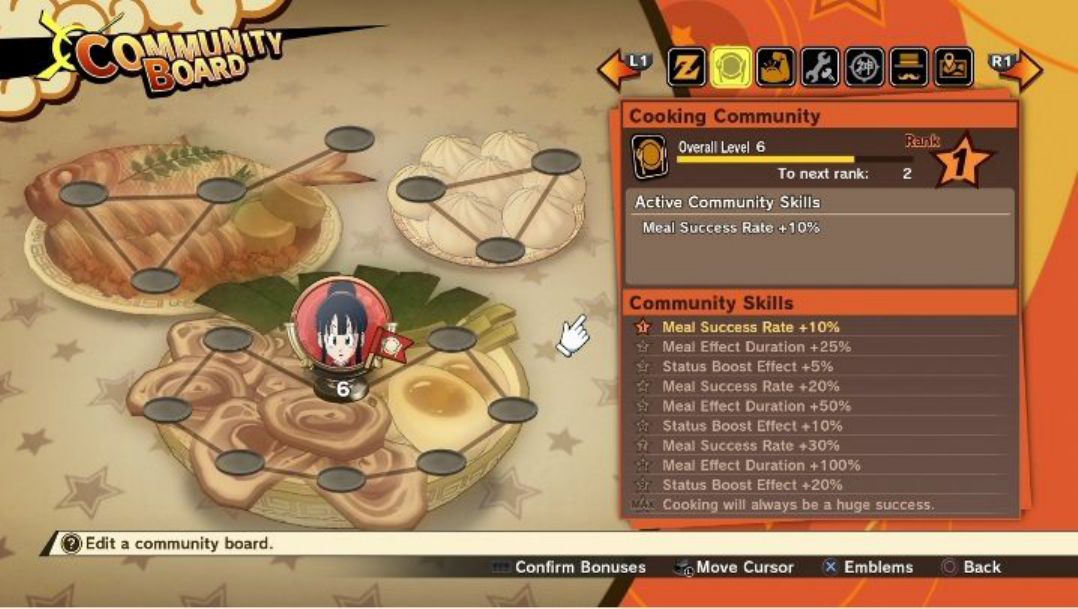 COMMUNITY
BOARD
L1
Z
神
R1
Cooking Community
Overall Level 6
Rank
1
To next rank: 2
Active Community Skills
Meal Success Rate +10%
Community Skills
1 Meal Success Rate +10%
Meal Effect Duration +25%
Status Boost Effect +5%
Meal Success Rate +20%
Meal Effect Duration +50%
Status Boost Effect +10%
Meal Success Rate +30%
Meal Effect Duration +100%
Status Boost Effect +20%
MAX Cooking will always be a huge success.
6
? Edit a community board.
Confirm Bonuses
L Move Cursor
Emblems
Back